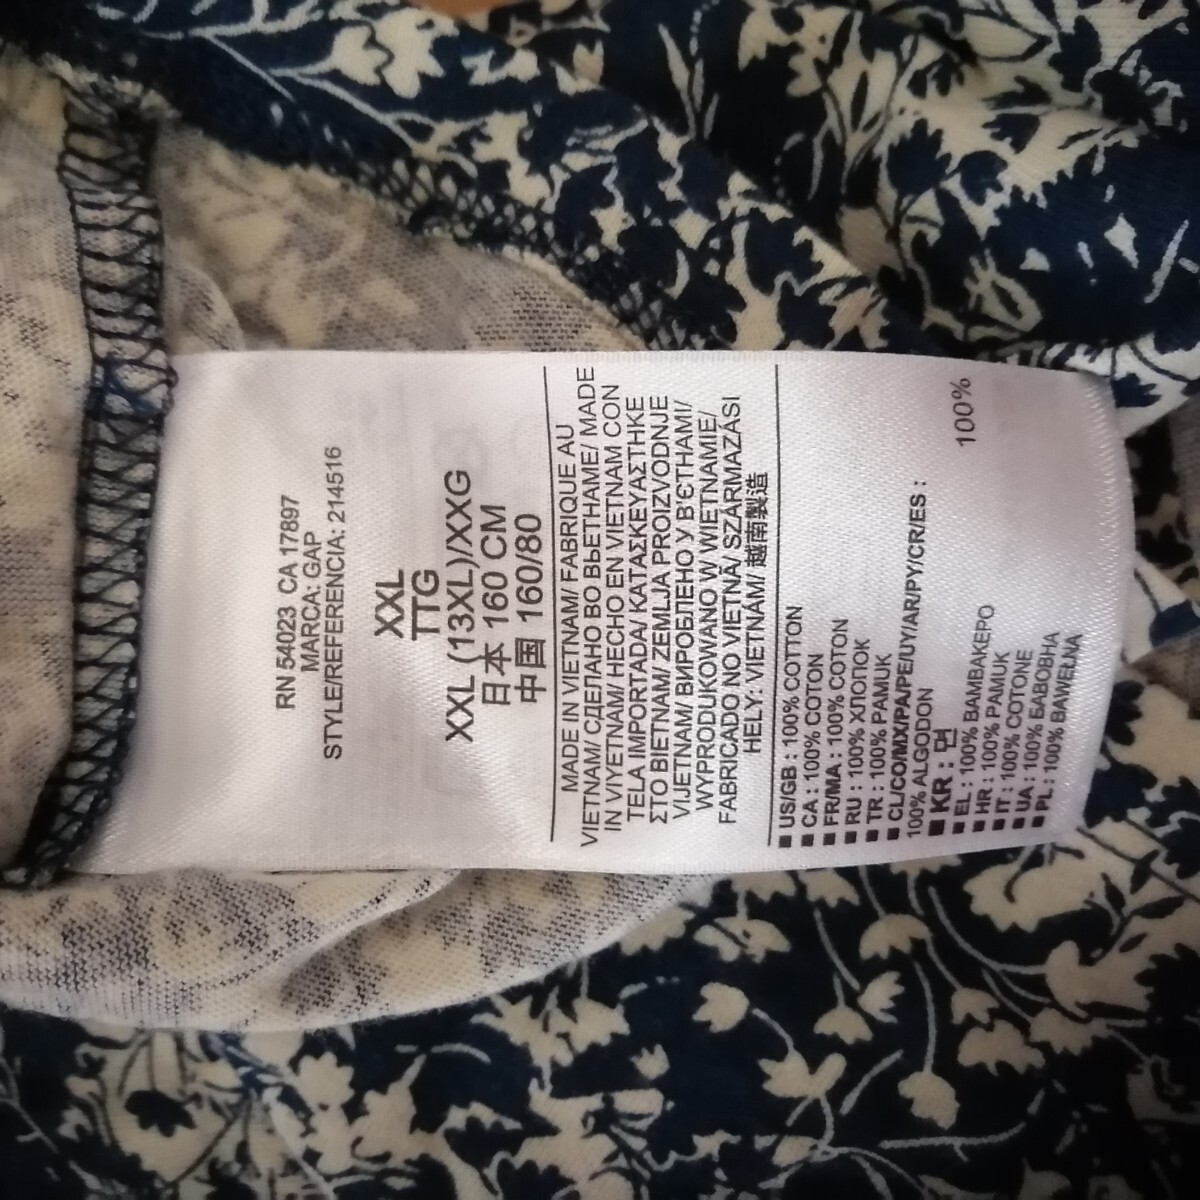 RN 54023 CA 17897
MARCA: GAP
STYLE/REFERENCIA: 214516
XXL
TTG
XXL (13XL)/XXG
日本 160 CM
中国 160/80
MADE IN VIETNAM/ FABRIQUE AU
VIETNAM/ СДЕЛАНО ВО ВЬЕТНАМЕ/ MADE
IN VIYETNAM/ HECHO EN VIETNAM CON
TELA IMPORTADA/ ΚΑΤΑΣΚΕΥΑΣΤΗΚΕ
ΣΤΟ ΒΙΕΤΝΑΜ/ ZEMLJA PROIZVODNJE
VIJETNAM/ ВИРОБЛЕНО У В'ЄТНАМІ/
WYPRODUKOWANO W WIETNAMIE/
FABRICADO NO VIETNÃ/ SZÁRMAZÁSI
HELY: VIETNÁM/ 越南製造
■ US/GB : 100% COTTON
■ CA : 100% COTON
■ FR/MA : 100% COTON
■ RU : 100% ХЛОПОК
■ TR : 100% PAMUK
■ CL/CO/MX/PA/PE/UY/AR/PY/CR/ES :
100% ALGODON
■ KR : 면 100%
■ EL : 100% ΒΑΜΒΑΚΕΡΟ
■ HR : 100% PAMUK
■ IT : 100% COTONE
■ UA : 100% БАВОВНА
■ PL : 100% BAWEŁNA